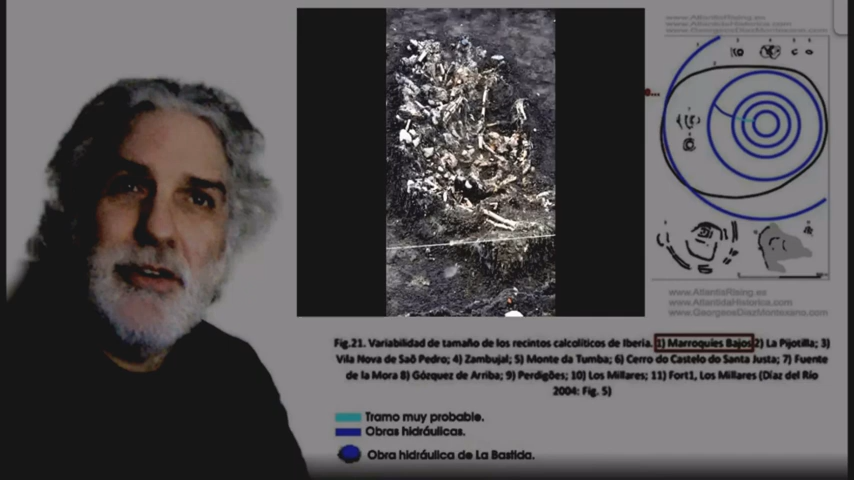 www.AtlantisRising.es
www.AtlantidaHistorica.com
www.GeorgeosDiazMontexano.com
Fig.21. Variabilidad de tamaño de los recintos calcolíticos de Iberia. 1) Marroquíes Bajos 2) La Pijotilla; 3)
Vila Nova de Saõ Pedro; 4) Zambujal; 5) Monte da Tumba; 6) Cerro do Castelo do Santa Justa; 7) Fuente
de la Mora 8) Gózquez de Arriba; 9) Perdigões; 10) Los Millares; 11) Fort1, Los Millares (Díaz del Río
2004: Fig. 5)
Tramo muy probable.
Obras hidráulicas.
Obra hidráulica de La Bastida.